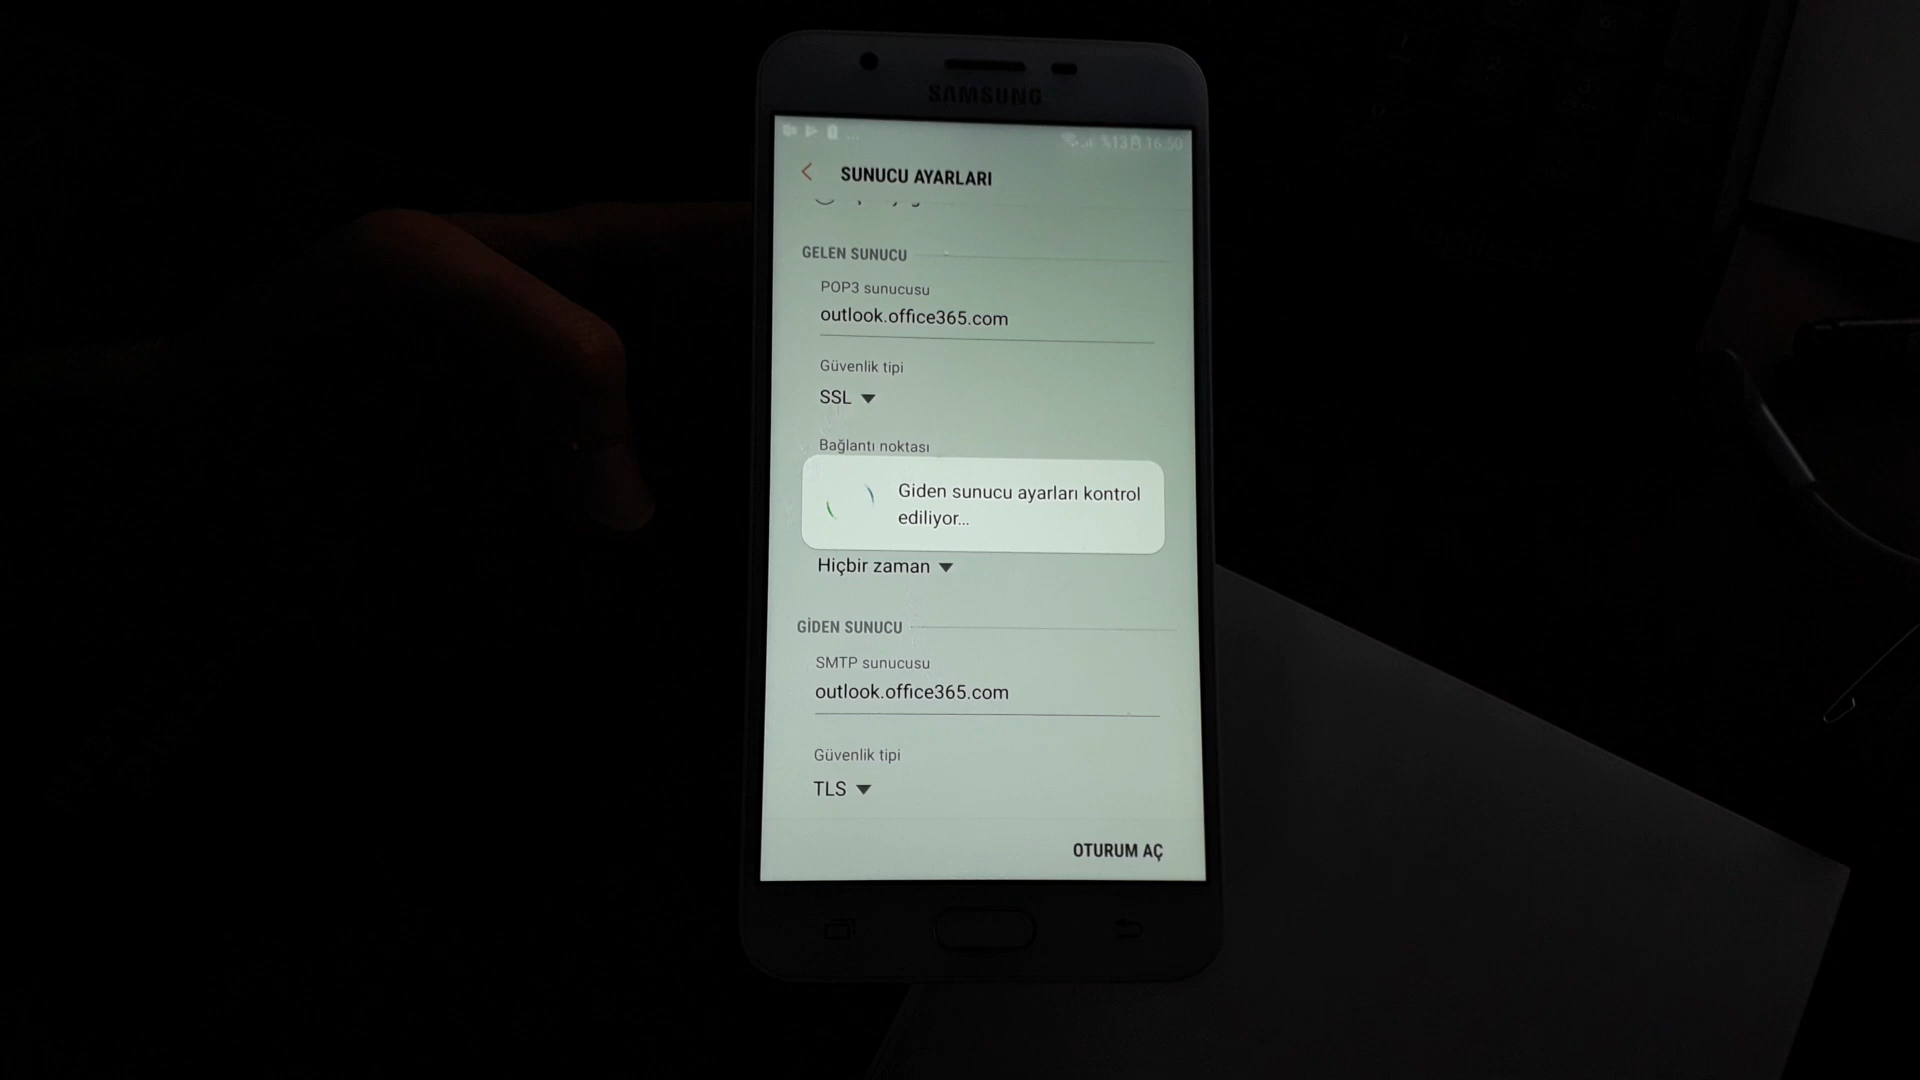 SAMSUNG
%13 16:50
SUNUCU AYARLARI
GELEN SUNUCU
POP3 sunucusu
outlook.office365.com
Güvenlik tipi
SSL
Bağlantı noktası
Giden sunucu ayarları kontrol
ediliyor...
Hiçbir zaman
GİDEN SUNUCU
SMTP sunucusu
outlook.office365.com
Güvenlik tipi
TLS
OTURUM AÇ